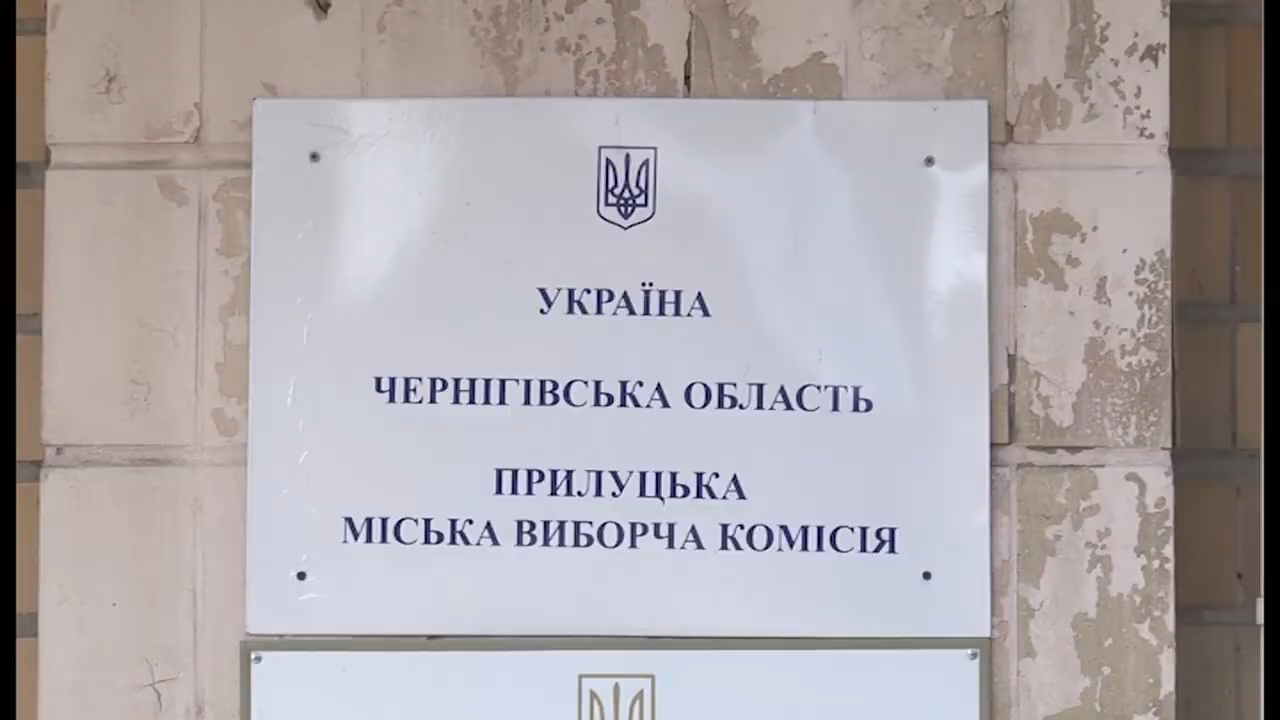 УКРАЇНА
ЧЕРНІГІВСЬКА ОБЛАСТЬ
ПРИЛУЦЬКА
МІСЬКА ВИБОРЧА КОМІСІЯ